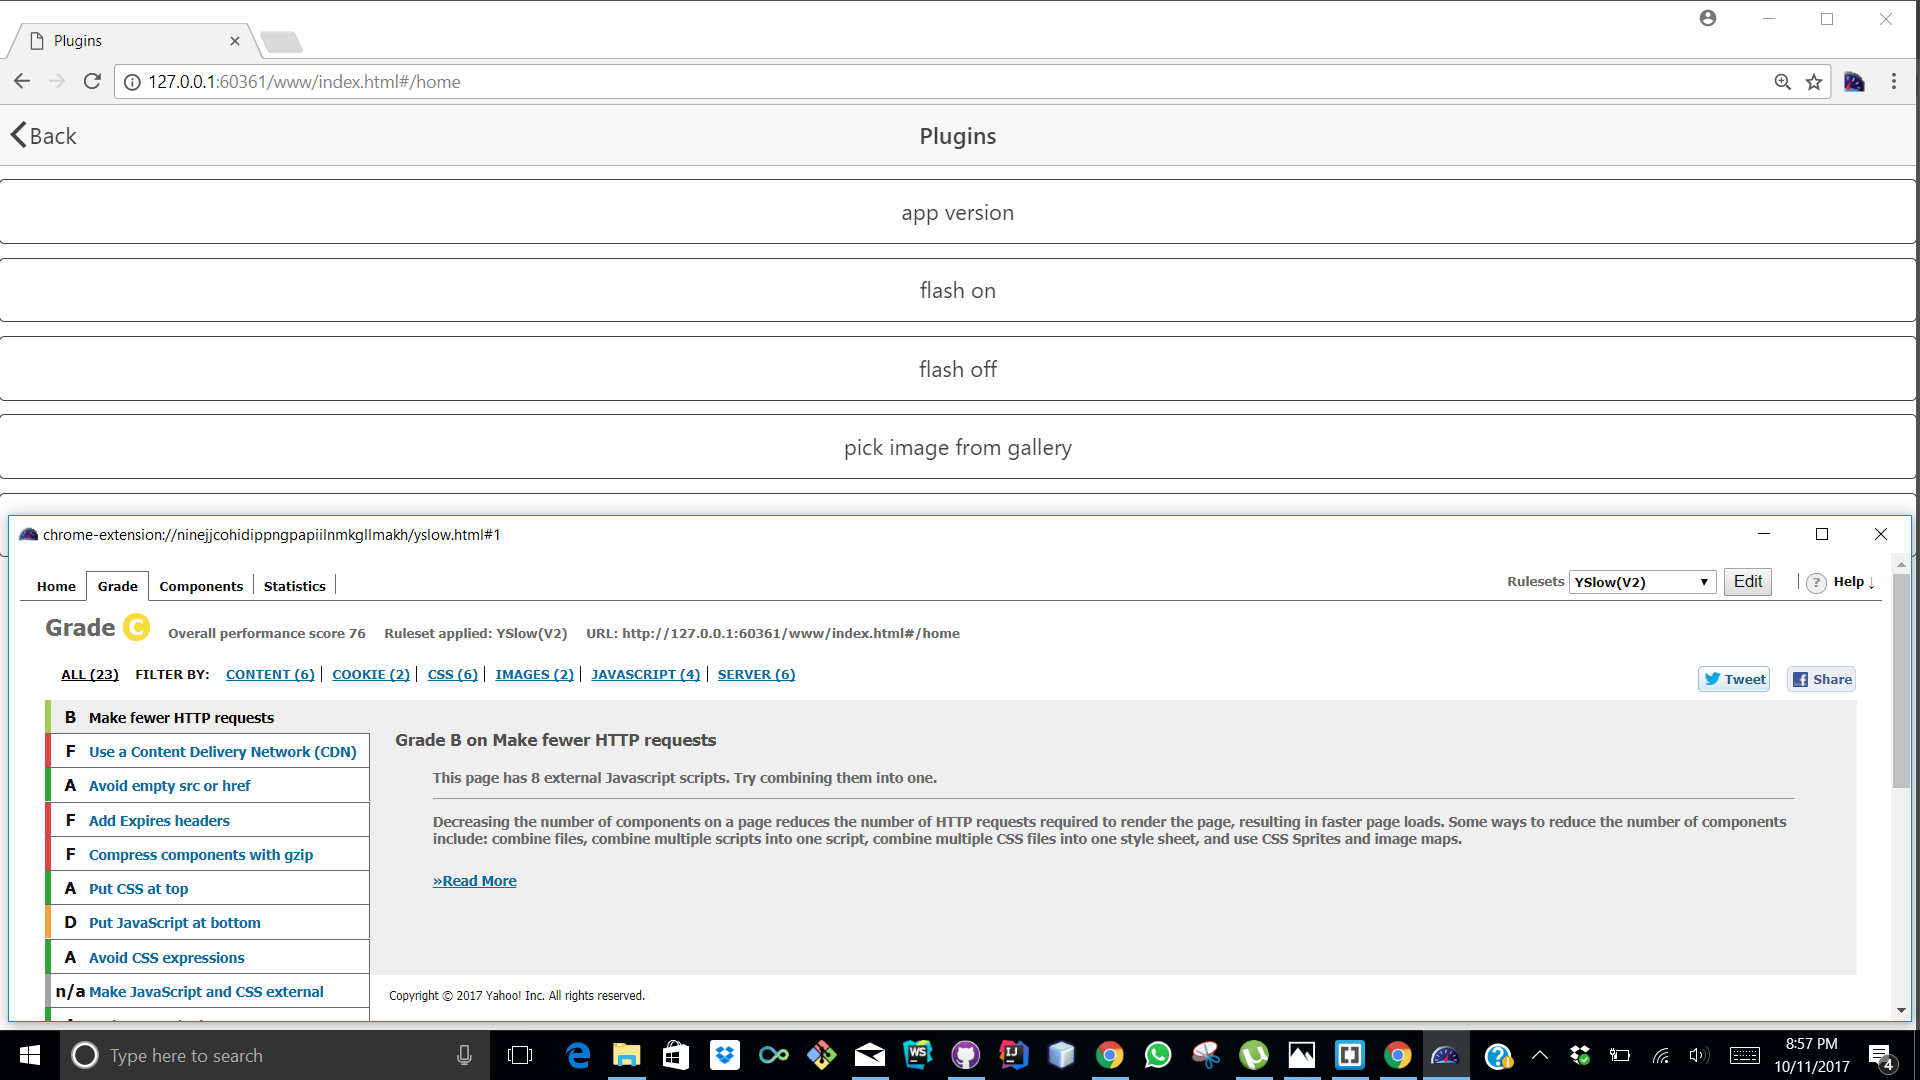 Plugins
127.0.0.1:60361/www/index.html#/home
Back
Plugins
app version
flash on
flash off
pick image from gallery
chrome-extension://ninejjcohidippngpapiilnmkgllmakh/yslow.html#1
Home Grade Components Statistics
Rulesets YSlow(V2) Edit ? Help ↓
Grade C Overall performance score 76 Ruleset applied: YSlow(V2) URL: http://127.0.0.1:60361/www/index.html#/home
ALL (23) FILTER BY: CONTENT (6) | COOKIE (2) | CSS (6) | IMAGES (2) | JAVASCRIPT (4) | SERVER (6)
Tweet Share
B Make fewer HTTP requests
F Use a Content Delivery Network (CDN)
A Avoid empty src or href
F Add Expires headers
F Compress components with gzip
A Put CSS at top
D Put JavaScript at bottom
A Avoid CSS expressions
n/a Make JavaScript and CSS external
Grade B on Make fewer HTTP requests
This page has 8 external Javascript scripts. Try combining them into one.
Decreasing the number of components on a page reduces the number of HTTP requests required to render the page, resulting in faster page loads. Some ways to reduce the number of components
include: combine files, combine multiple scripts into one script, combine multiple CSS files into one style sheet, and use CSS Sprites and image maps.
»Read More
Copyright © 2017 Yahoo! Inc. All rights reserved.
Type here to search
WS
IJ
8:57 PM
10/11/2017
4